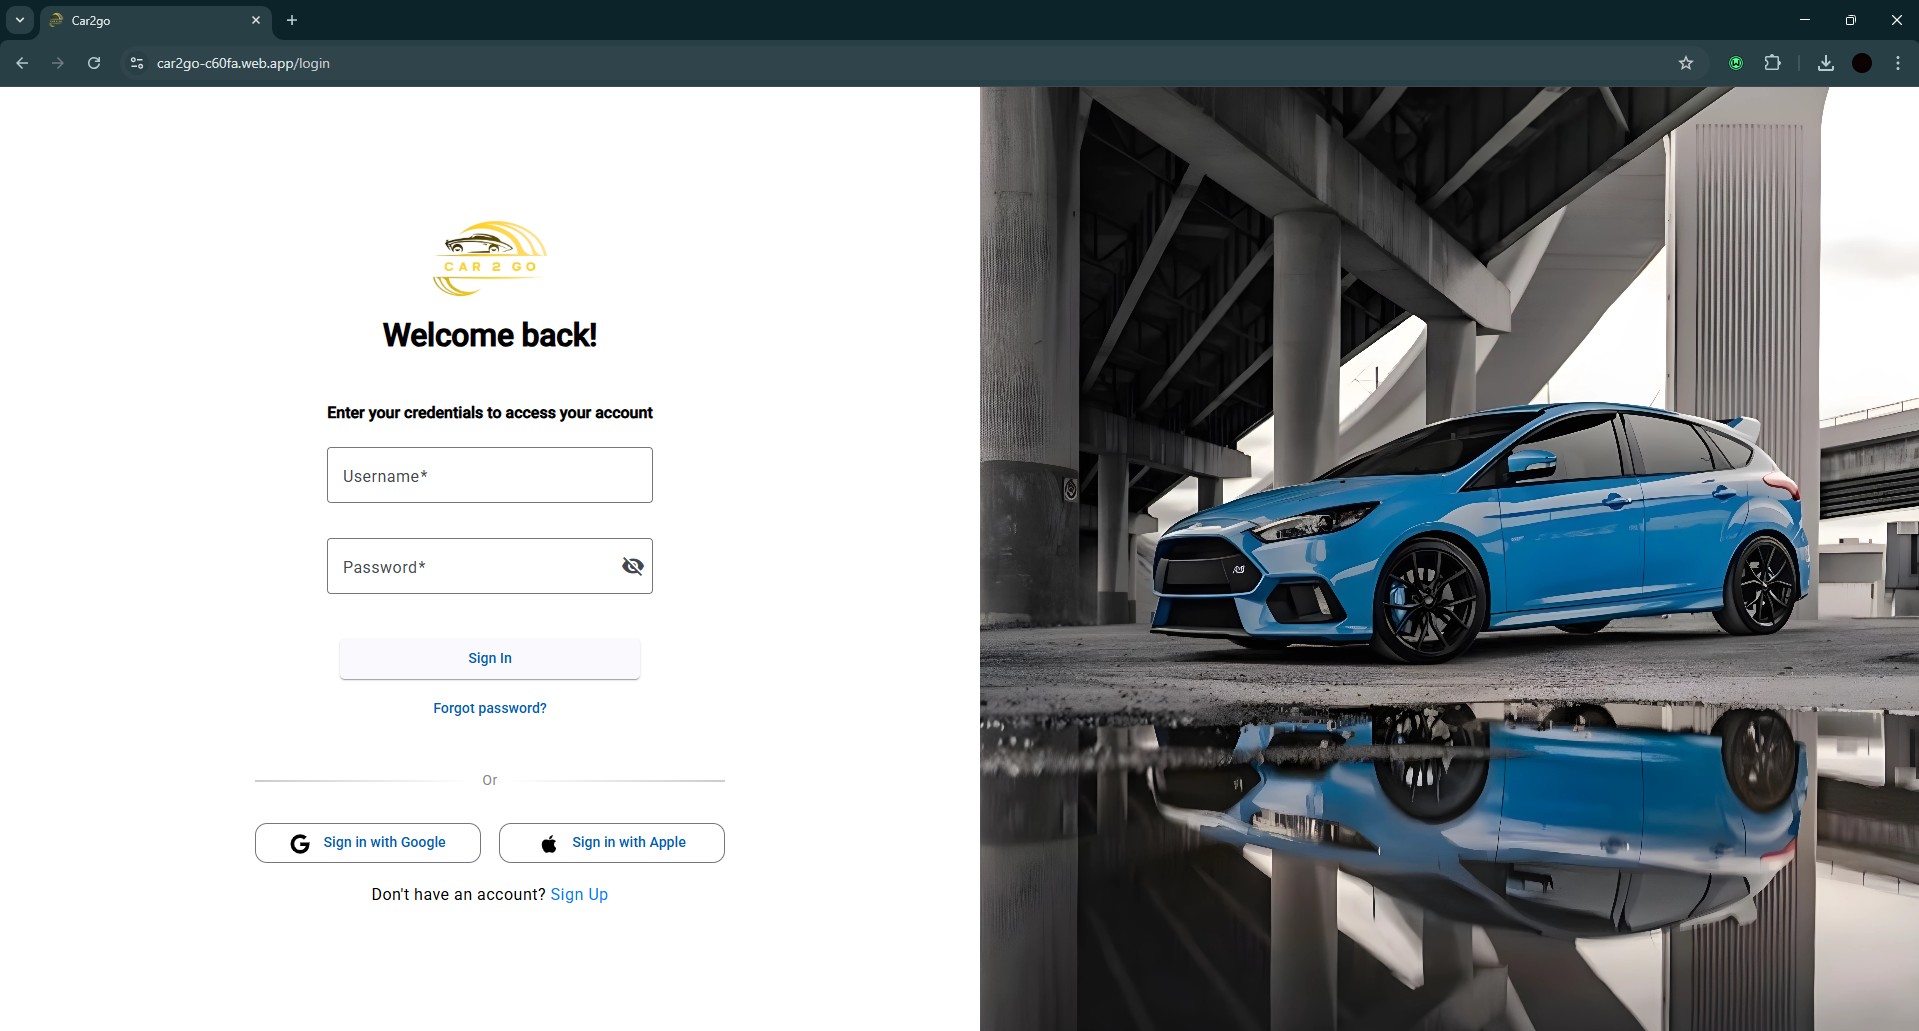 Car2go
car2go-c60fa.web.app/login
CAR 2 GO
Welcome back!
Enter your credentials to access your account
Username*
Password*
Sign In
Forgot password?
Or
Sign in with Google
Sign in with Apple
Don't have an account? Sign Up